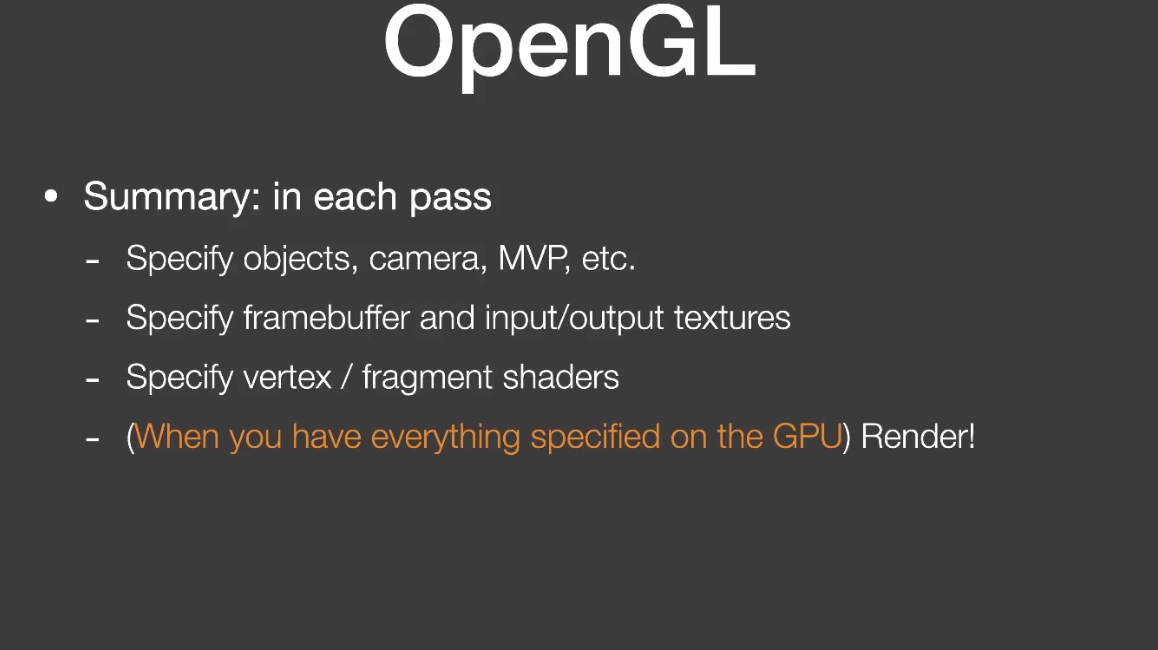 OpenGL
• Summary: in each pass
- Specify objects, camera, MVP, etc.
- Specify framebuffer and input/output textures
- Specify vertex / fragment shaders
- (When you have everything specified on the GPU) Render!